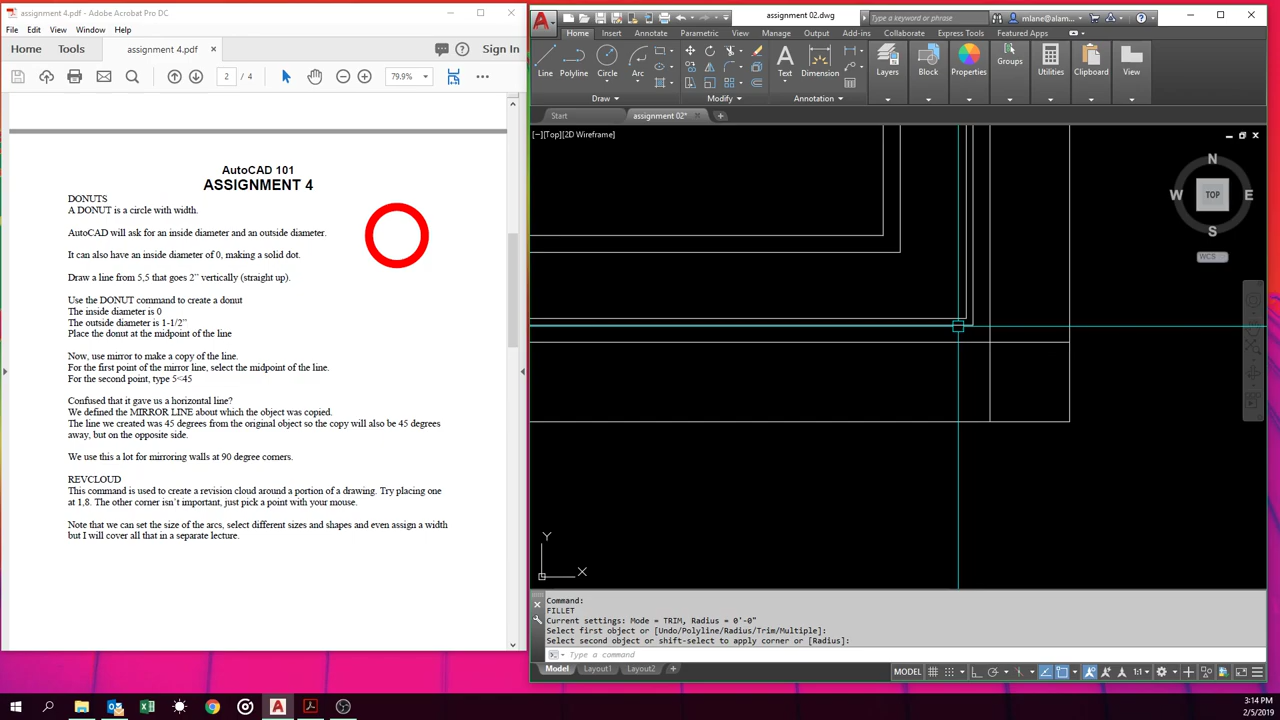 assignment 4.pdf - Adobe Acrobat Pro DC
File Edit View Window Help
Home Tools assignment 4.pdf × Sign In
2 / 4 79.9%
AutoCAD 101
ASSIGNMENT 4
DONUTS
A DONUT is a circle with width.
AutoCAD will ask for an inside diameter and an outside diameter.
It can also have an inside diameter of 0, making a solid dot.
Draw a line from 5,5 that goes 2” vertically (straight up).
Use the DONUT command to create a donut
The inside diameter is 0
The outside diameter is 1-1/2”
Place the donut at the midpoint of the line
Now, use mirror to make a copy of the line.
For the first point of the mirror line, select the midpoint of the line.
For the second point, type 5<45
Confused that it gave us a horizontal line?
We defined the MIRROR LINE about which the object was copied.
The line we created was 45 degrees from the original object so the copy will also be 45 degrees
away, but on the opposite side.
We use this a lot for mirroring walls at 90 degree corners.
REVCLOUD
This command is used to create a revision cloud around a portion of a drawing. Try placing one
at 1,8. The other corner isn’t important, just pick a point with your mouse.
Note that we can set the size of the arcs, select different sizes and shapes and even assign a width
but I will cover all that in a separate lecture.
assignment 02.dwg
Type a keyword or phrase
mlane@alam...
Home Insert Annotate Parametric View Manage Output Add-ins Collaborate Express Tools Featured Apps
Line Polyline Circle Arc Text Dimension Layers Block Properties Groups Utilities Clipboard View
Draw Modify Annotation
Start assignment 02*
[–][Top][2D Wireframe]
N
W TOP E
S
WCS
Y
X
Command:
FILLET
Current settings: Mode = TRIM, Radius = 0'-0"
Select first object or [Undo/Polyline/Radius/Trim/Multiple]:
Select second object or shift-select to apply corner or [Radius]:
Type a command
Model Layout1 Layout2 +
MODEL 1:1
3:14 PM
2/5/2019